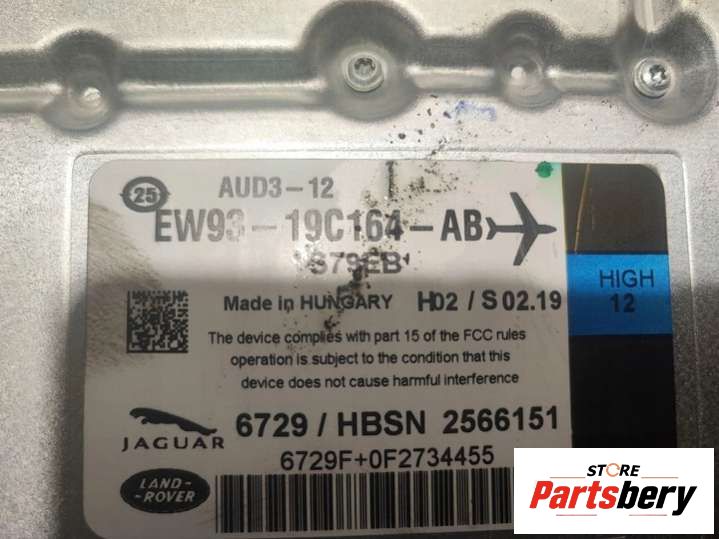 25 AUD3-12
EW93-19C164-AB
S79EB
Made in HUNGARY H02 / S 02.19
HIGH
12
The device complies with part 15 of the FCC rules
operation is subject to the condition that this
device does not cause harmful interference
JAGUAR
6729 / HBSN 2566151
6729F+0F2734455
LAND-
-ROVER
STORE
Partsbery